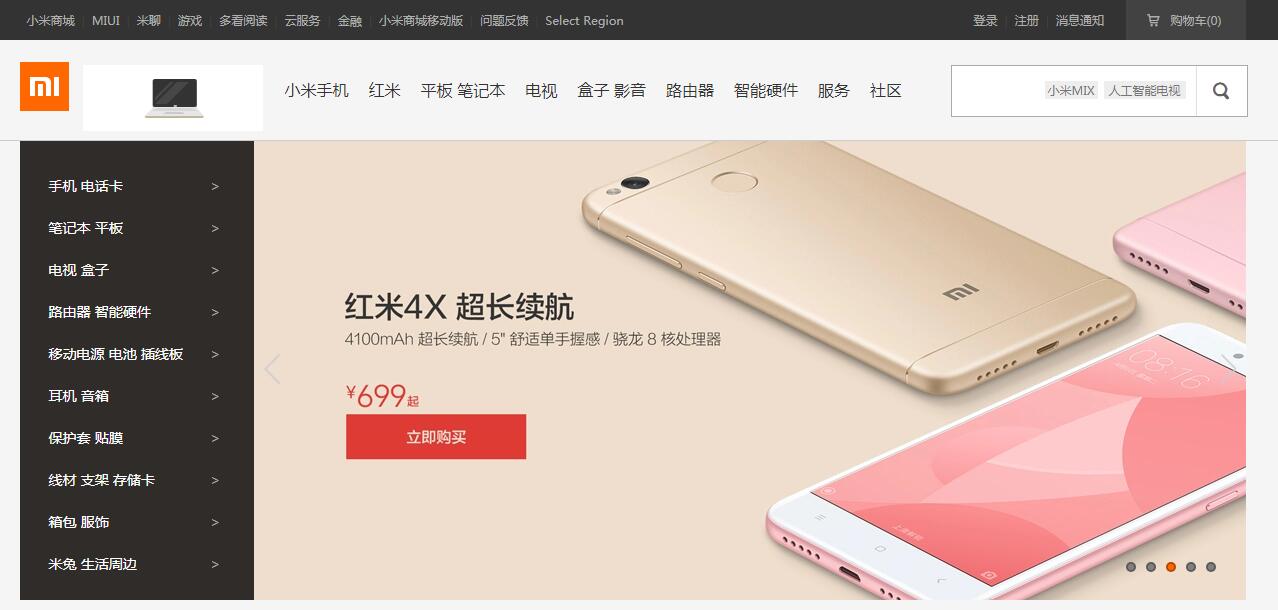 小米商城 MIUI 米聊 游戏 多看阅读 云服务 金融 小米商城移动版 问题反馈 Select Region 登录 注册 消息通知 购物车(0)
小米手机 红米 平板 笔记本 电视 盒子 影音 路由器 智能硬件 服务 社区 小米MIX 人工智能电视
手机 电话卡 >
笔记本 平板 >
电视 盒子 >
路由器 智能硬件 >
移动电源 电池 插线板 >
耳机 音箱 >
保护套 贴膜 >
线材 支架 存储卡 >
箱包 服饰 >
米兔 生活周边 >
红米4X 超长续航
4100mAh 超长续航 / 5" 舒适单手握感 / 骁龙 8 核处理器
¥699起
立即购买
08:16